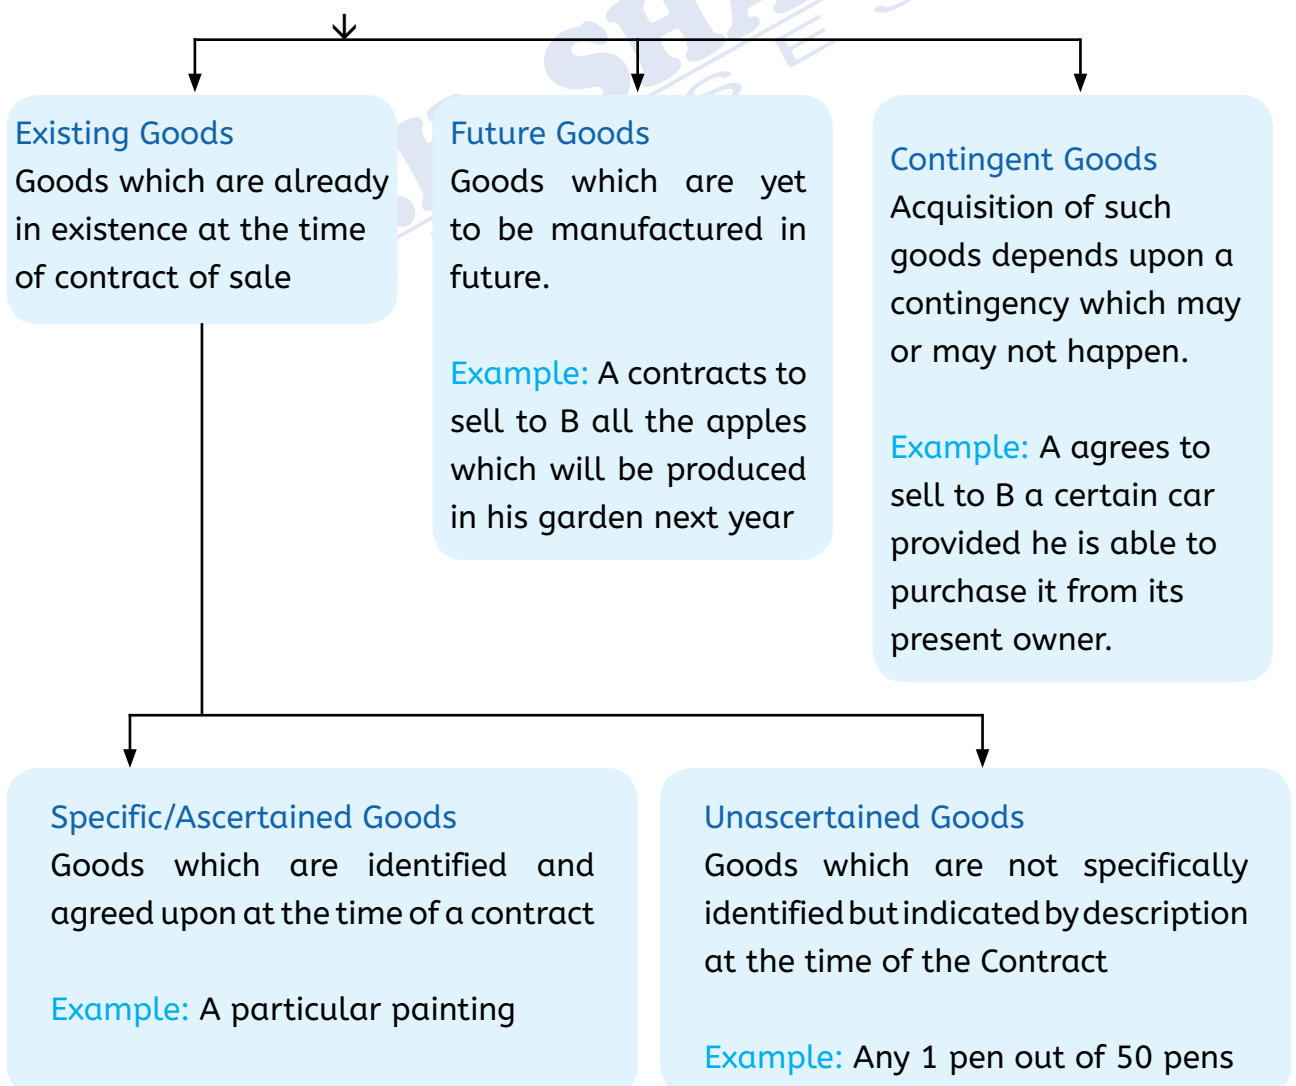 Existing Goods
Goods which are already
in existence at the time
of contract of sale
Future Goods
Goods which are yet
to be manufactured in
future.
Example: A contracts to
sell to B all the apples
which will be produced
in his garden next year
Contingent Goods
Acquisition of such
goods depends upon a
contingency which may
or may not happen.
Example: A agrees to
sell to B a certain car
provided he is able to
purchase it from its
present owner.
Specific/Ascertained Goods
Goods which are identified and
agreed upon at the time of a contract
Example: A particular painting
Unascertained Goods
Goods which are not specifically
identified but indicated by description
at the time of the Contract
Example: Any 1 pen out of 50 pens